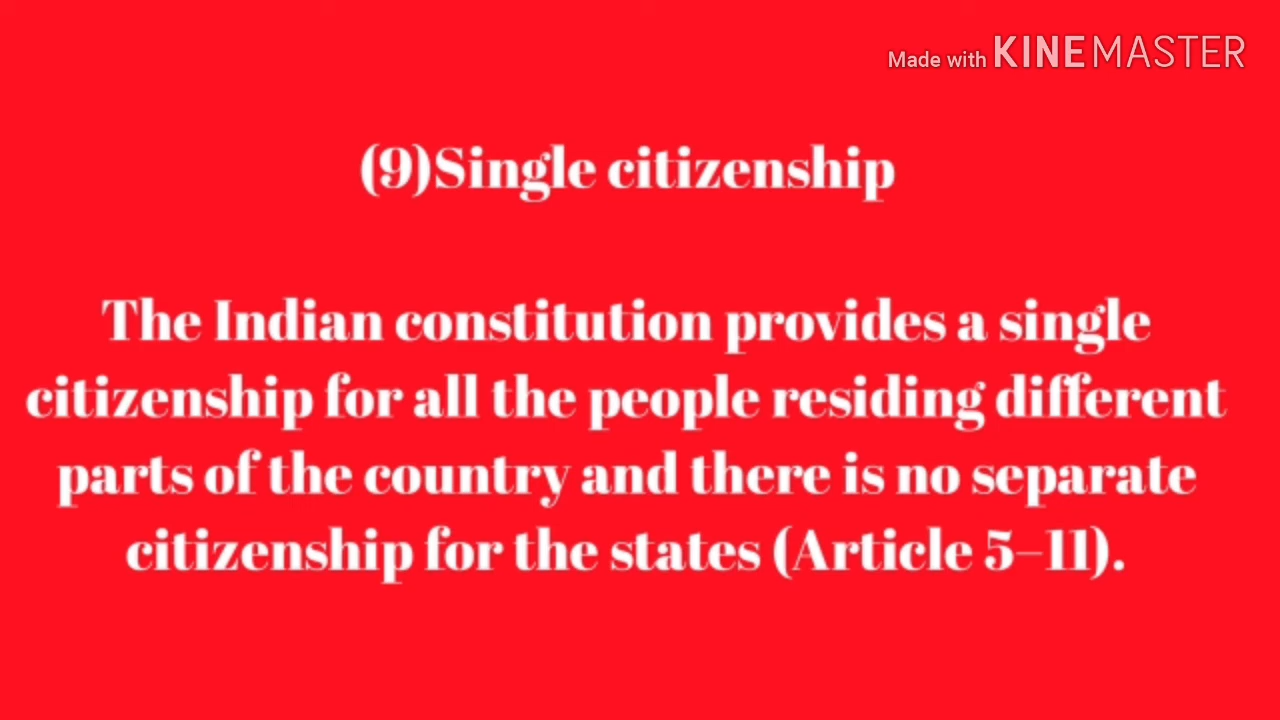 Made with KINEMASTER
(9)Single citizenship
The Indian constitution provides a single
citizenship for all the people residing different
parts of the country and there is no separate
citizenship for the states (Article 5–11).